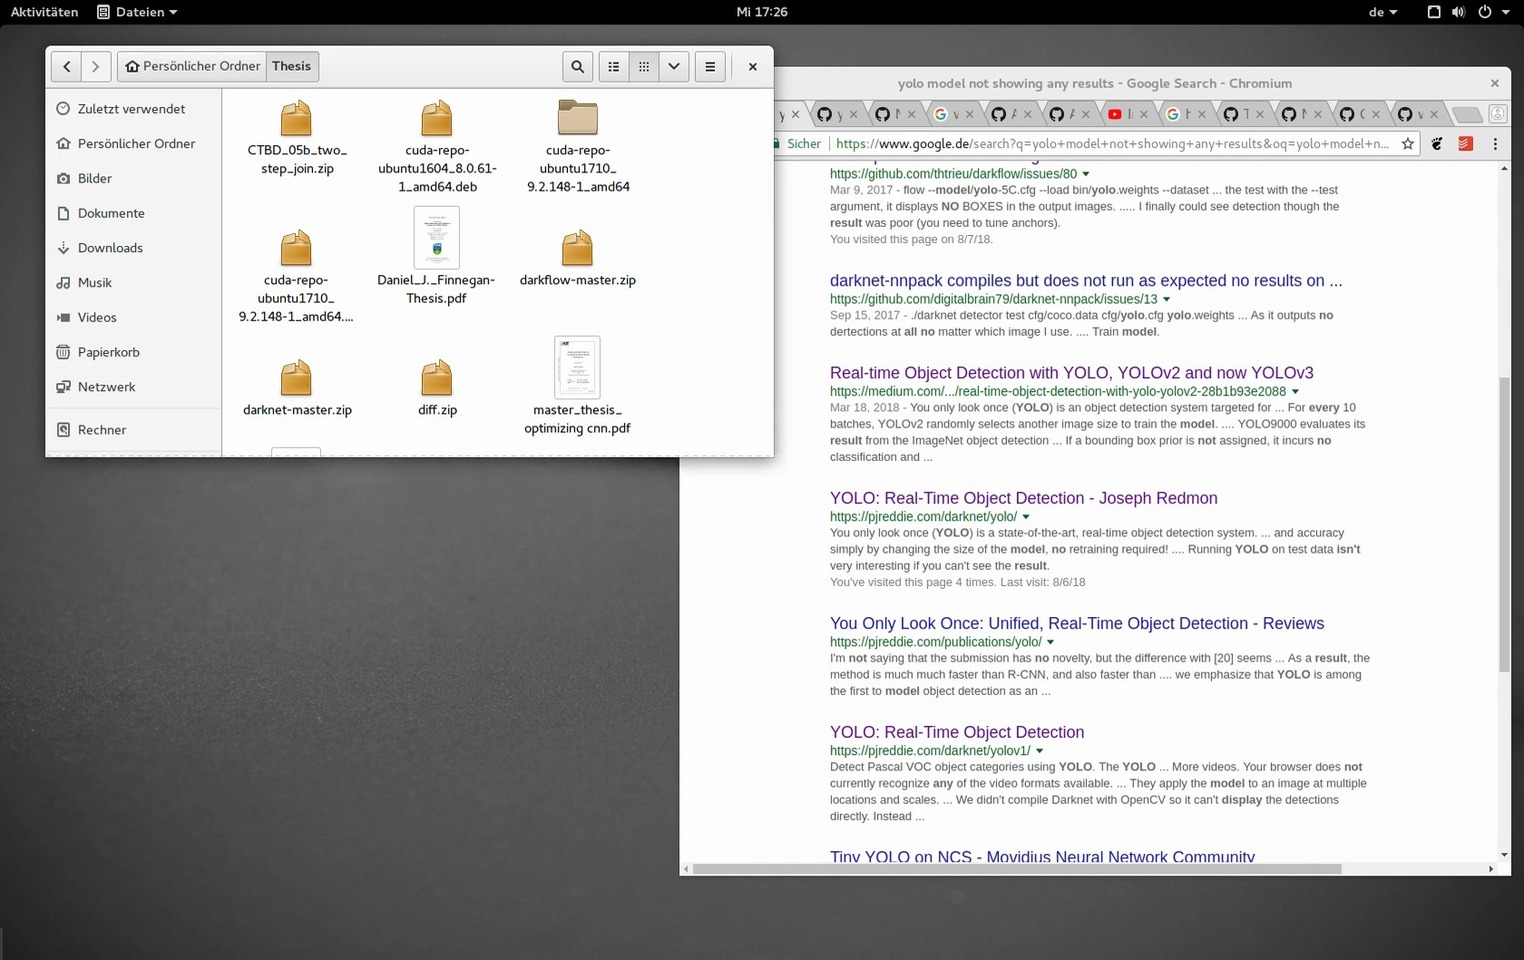 Aktivitäten
Dateien
Mi 17:26
de
Persönlicher Ordner
Thesis
Zuletzt verwendet
Persönlicher Ordner
Bilder
Dokumente
Downloads
Musik
Videos
Papierkorb
Netzwerk
Rechner
CTBD_05b_two_
step_join.zip
cuda-repo-
ubuntu1604_8.0.61-
1_amd64.deb
cuda-repo-
ubuntu1710_
9.2.148-1_amd64
cuda-repo-
ubuntu1710_
9.2.148-1_amd64....
Daniel_J._Finnegan-
Thesis.pdf
darkflow-master.zip
darknet-master.zip
diff.zip
master_thesis_
optimizing cnn.pdf
yolo model not showing any results - Google Search - Chromium
Sicher
https://www.google.de/search?q=yolo+model+not+showing+any+results&oq=yolo+model+n...
https://github.com/thtrieu/darkflow/issues/80
Mar 9, 2017 - flow --model/yolo-5C.cfg --load bin/yolo.weights --dataset ... the test with the --test
argument, it displays NO BOXES in the output images. ..... I finally could see detection though the
result was poor (you need to tune anchors).
You visited this page on 8/7/18.
darknet-nnpack compiles but does not run as expected no results on ...
https://github.com/digitalbrain79/darknet-nnpack/issues/13
Sep 15, 2017 - ./darknet detector test cfg/coco.data cfg/yolo.cfg yolo.weights ... As it outputs no
dertections at all no matter which image I use. .... Train model.
Real-time Object Detection with YOLO, YOLOv2 and now YOLOv3
https://medium.com/.../real-time-object-detection-with-yolo-yolov2-28b1b93e2088
Mar 18, 2018 - You only look once (YOLO) is an object detection system targeted for ... For every 10
batches, YOLOv2 randomly selects another image size to train the model. .... YOLO9000 evaluates its
result from the ImageNet object detection ... If a bounding box prior is not assigned, it incurs no
classification and ...
YOLO: Real-Time Object Detection - Joseph Redmon
https://pjreddie.com/darknet/yolo/
You only look once (YOLO) is a state-of-the-art, real-time object detection system. ... and accuracy
simply by changing the size of the model, no retraining required! .... Running YOLO on test data isn't
very interesting if you can't see the result.
You've visited this page 4 times. Last visit: 8/6/18
You Only Look Once: Unified, Real-Time Object Detection - Reviews
https://pjreddie.com/publications/yolo/
I'm not saying that the submission has no novelty, but the difference with [20] seems ... As a result, the
method is much much faster than R-CNN, and also faster than .... we emphasize that YOLO is among
the first to model object detection as an ...
YOLO: Real-Time Object Detection
https://pjreddie.com/darknet/yolov1/
Detect Pascal VOC object categories using YOLO. The YOLO ... More videos. Your browser does not
currently recognize any of the video formats available. ... They apply the model to an image at multiple
locations and scales. ... We didn't compile Darknet with OpenCV so it can't display the detections
directly. Instead ...
Tiny YOLO on NCS - Movidius Neural Network Community